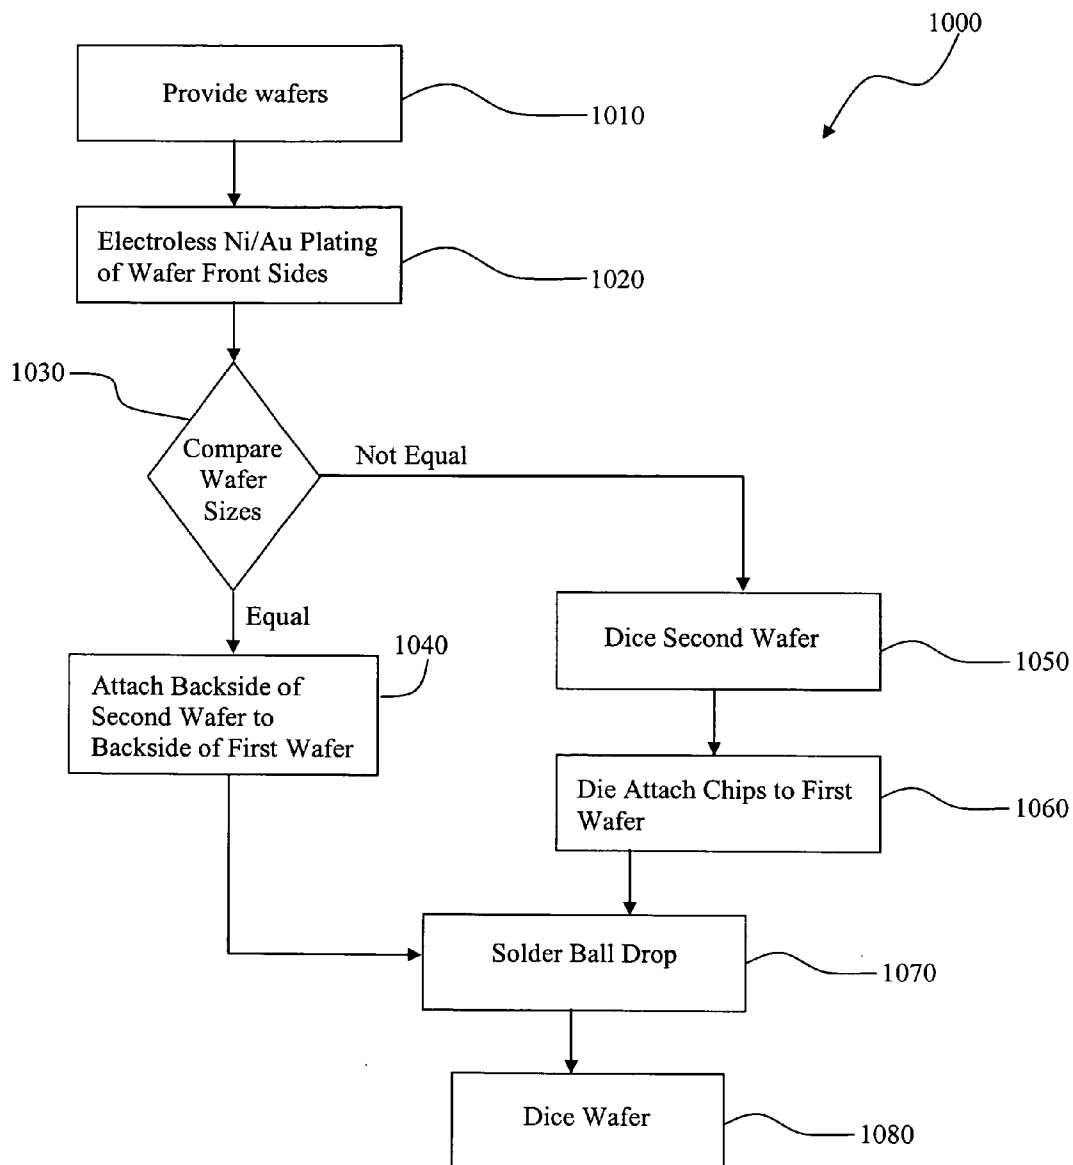 1000
Provide wafers
1010
Electroless Ni/Au Plating
of Wafer Front Sides
1020
1030
Compare
Wafer
Sizes
Not Equal
Equal
1040
Attach Backside of
Second Wafer to
Backside of First Wafer
Dice Second Wafer
1050
Die Attach Chips to First
Wafer
1060
Solder Ball Drop
1070
Dice Wafer
1080